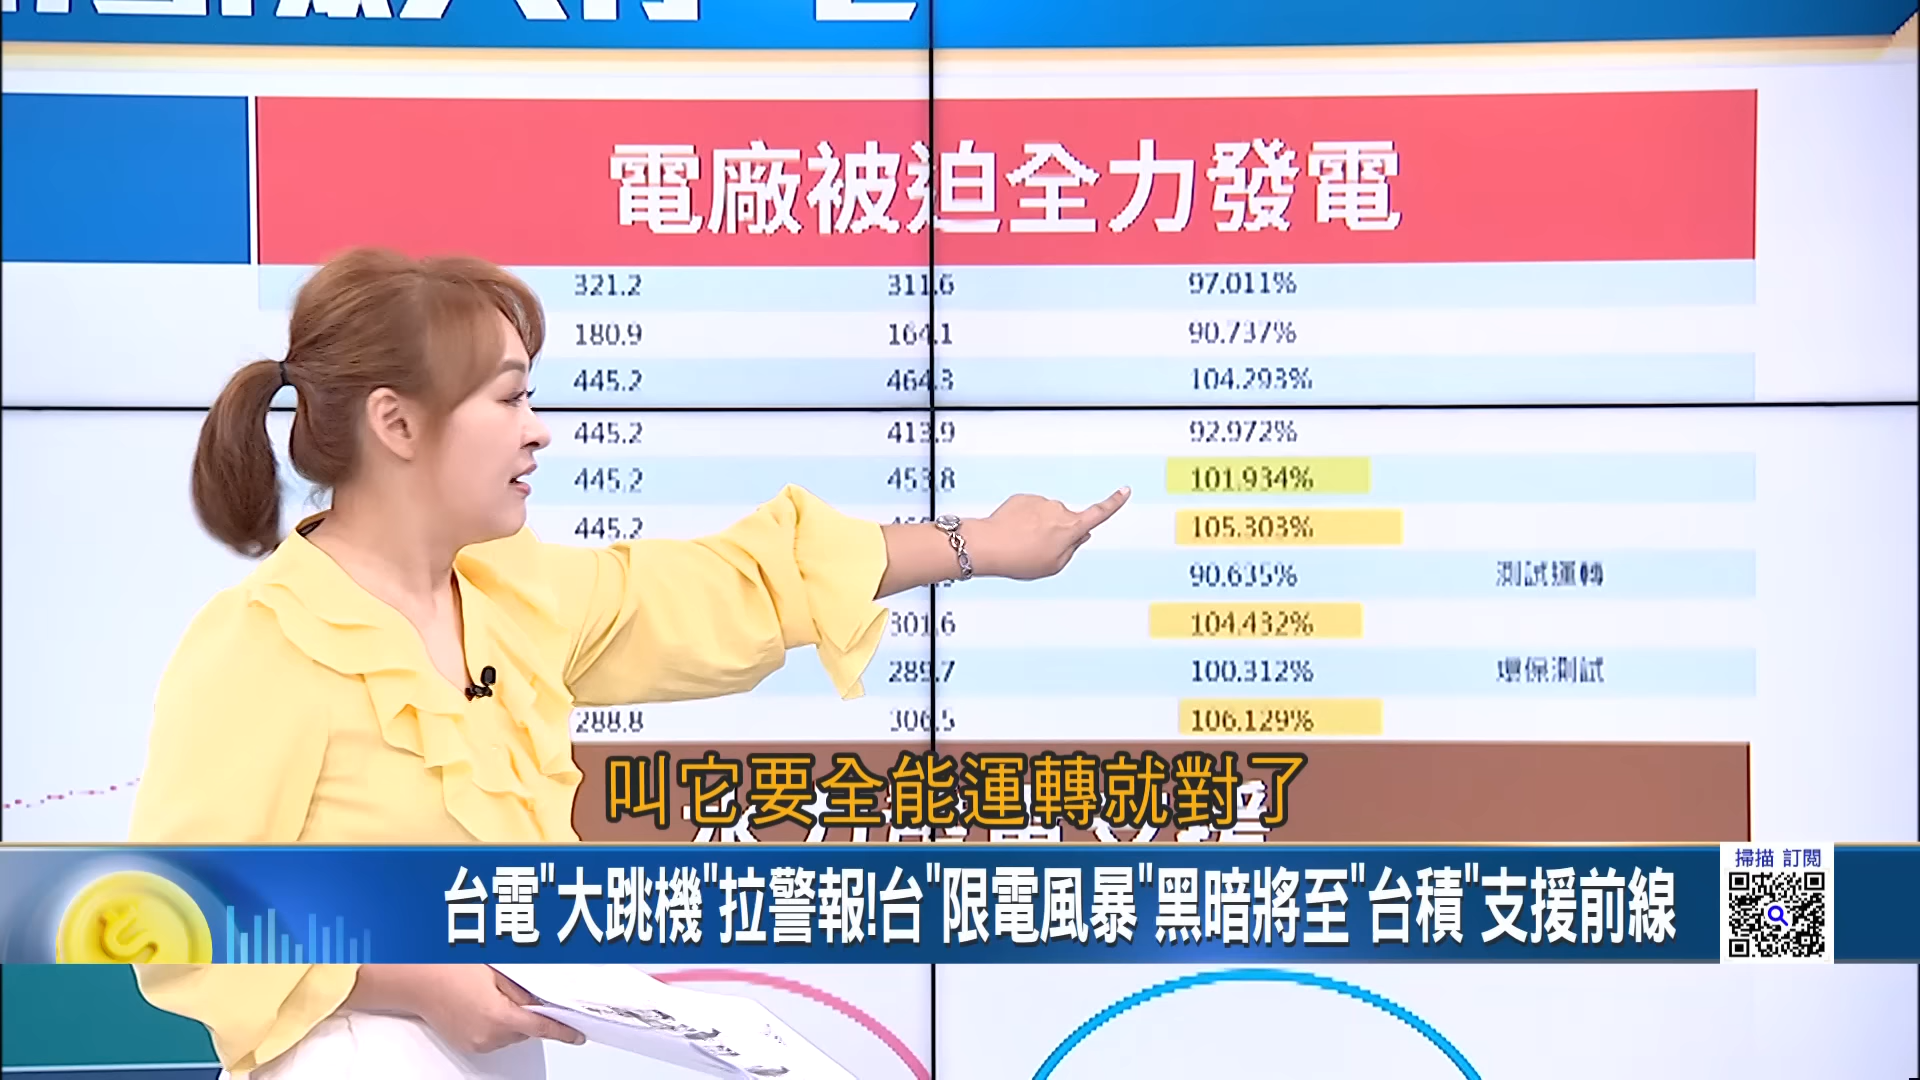 電廠被迫全力發電
321.2 311.6 97.011%
180.9 164.1 90.737%
445.2 464.3 104.293%
445.2 413.9 92.972%
445.2 453.8 101.934%
445.2 105.303%
90.635% 測試運轉
301.6 104.432%
289.7 100.312% 環保測試
288.8 306.5 106.129%
叫它要全能運轉就對了
掃描 訂閱
台電"大跳機"拉警報!台"限電風暴"黑暗將至"台積"支援前線